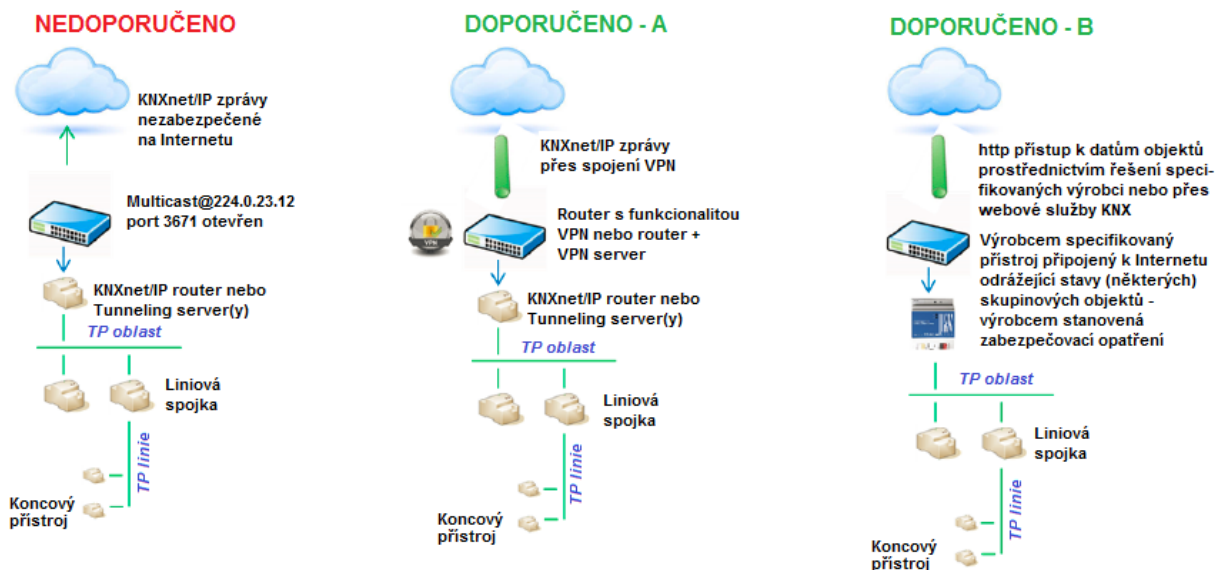 NEDOPORUČENO
KNXnet/IP zprávy
nezabezpečené
na Internetu
Multicast@224.0.23.12
port 3671 otevřen
KNXnet/IP router nebo
Tunneling server(y)
TP oblast
Liniová
spojka
TP linie
Koncový
přístroj
DOPORUČENO - A
KNXnet/IP zprávy
přes spojení VPN
VPN
Router s funkcionalitou
VPN nebo router +
VPN server
KNXnet/IP router nebo
Tunneling server(y)
TP oblast
Liniová
spojka
TP linie
Koncový
přístroj
DOPORUČENO - B
http přístup k datům objektů
prostřednictvím řešení speci-
fikovaných výrobci nebo přes
webové služby KNX
Výrobcem specifikovaný
přístroj připojený k Internetu
odrážející stavy (některých)
skupinových objektů -
výrobcem stanovená
zabezpečovací opatření
TP oblast
Liniová
spojka
TP linie
Koncový
přístroj